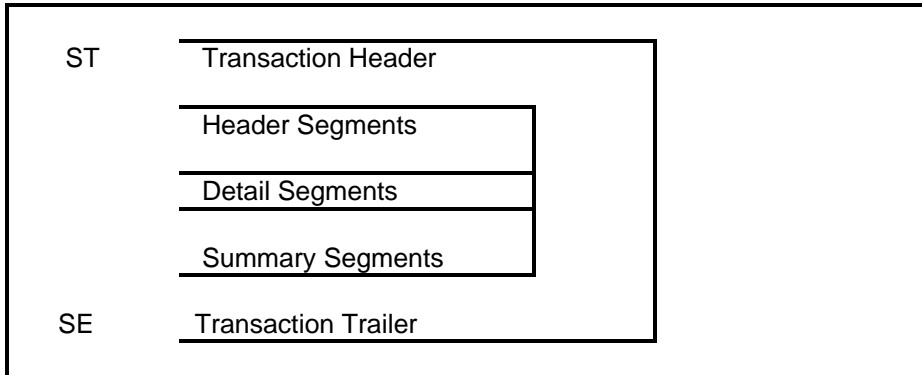 ST Transaction Header
Header Segments
Detail Segments
Summary Segments
SE Transaction Trailer